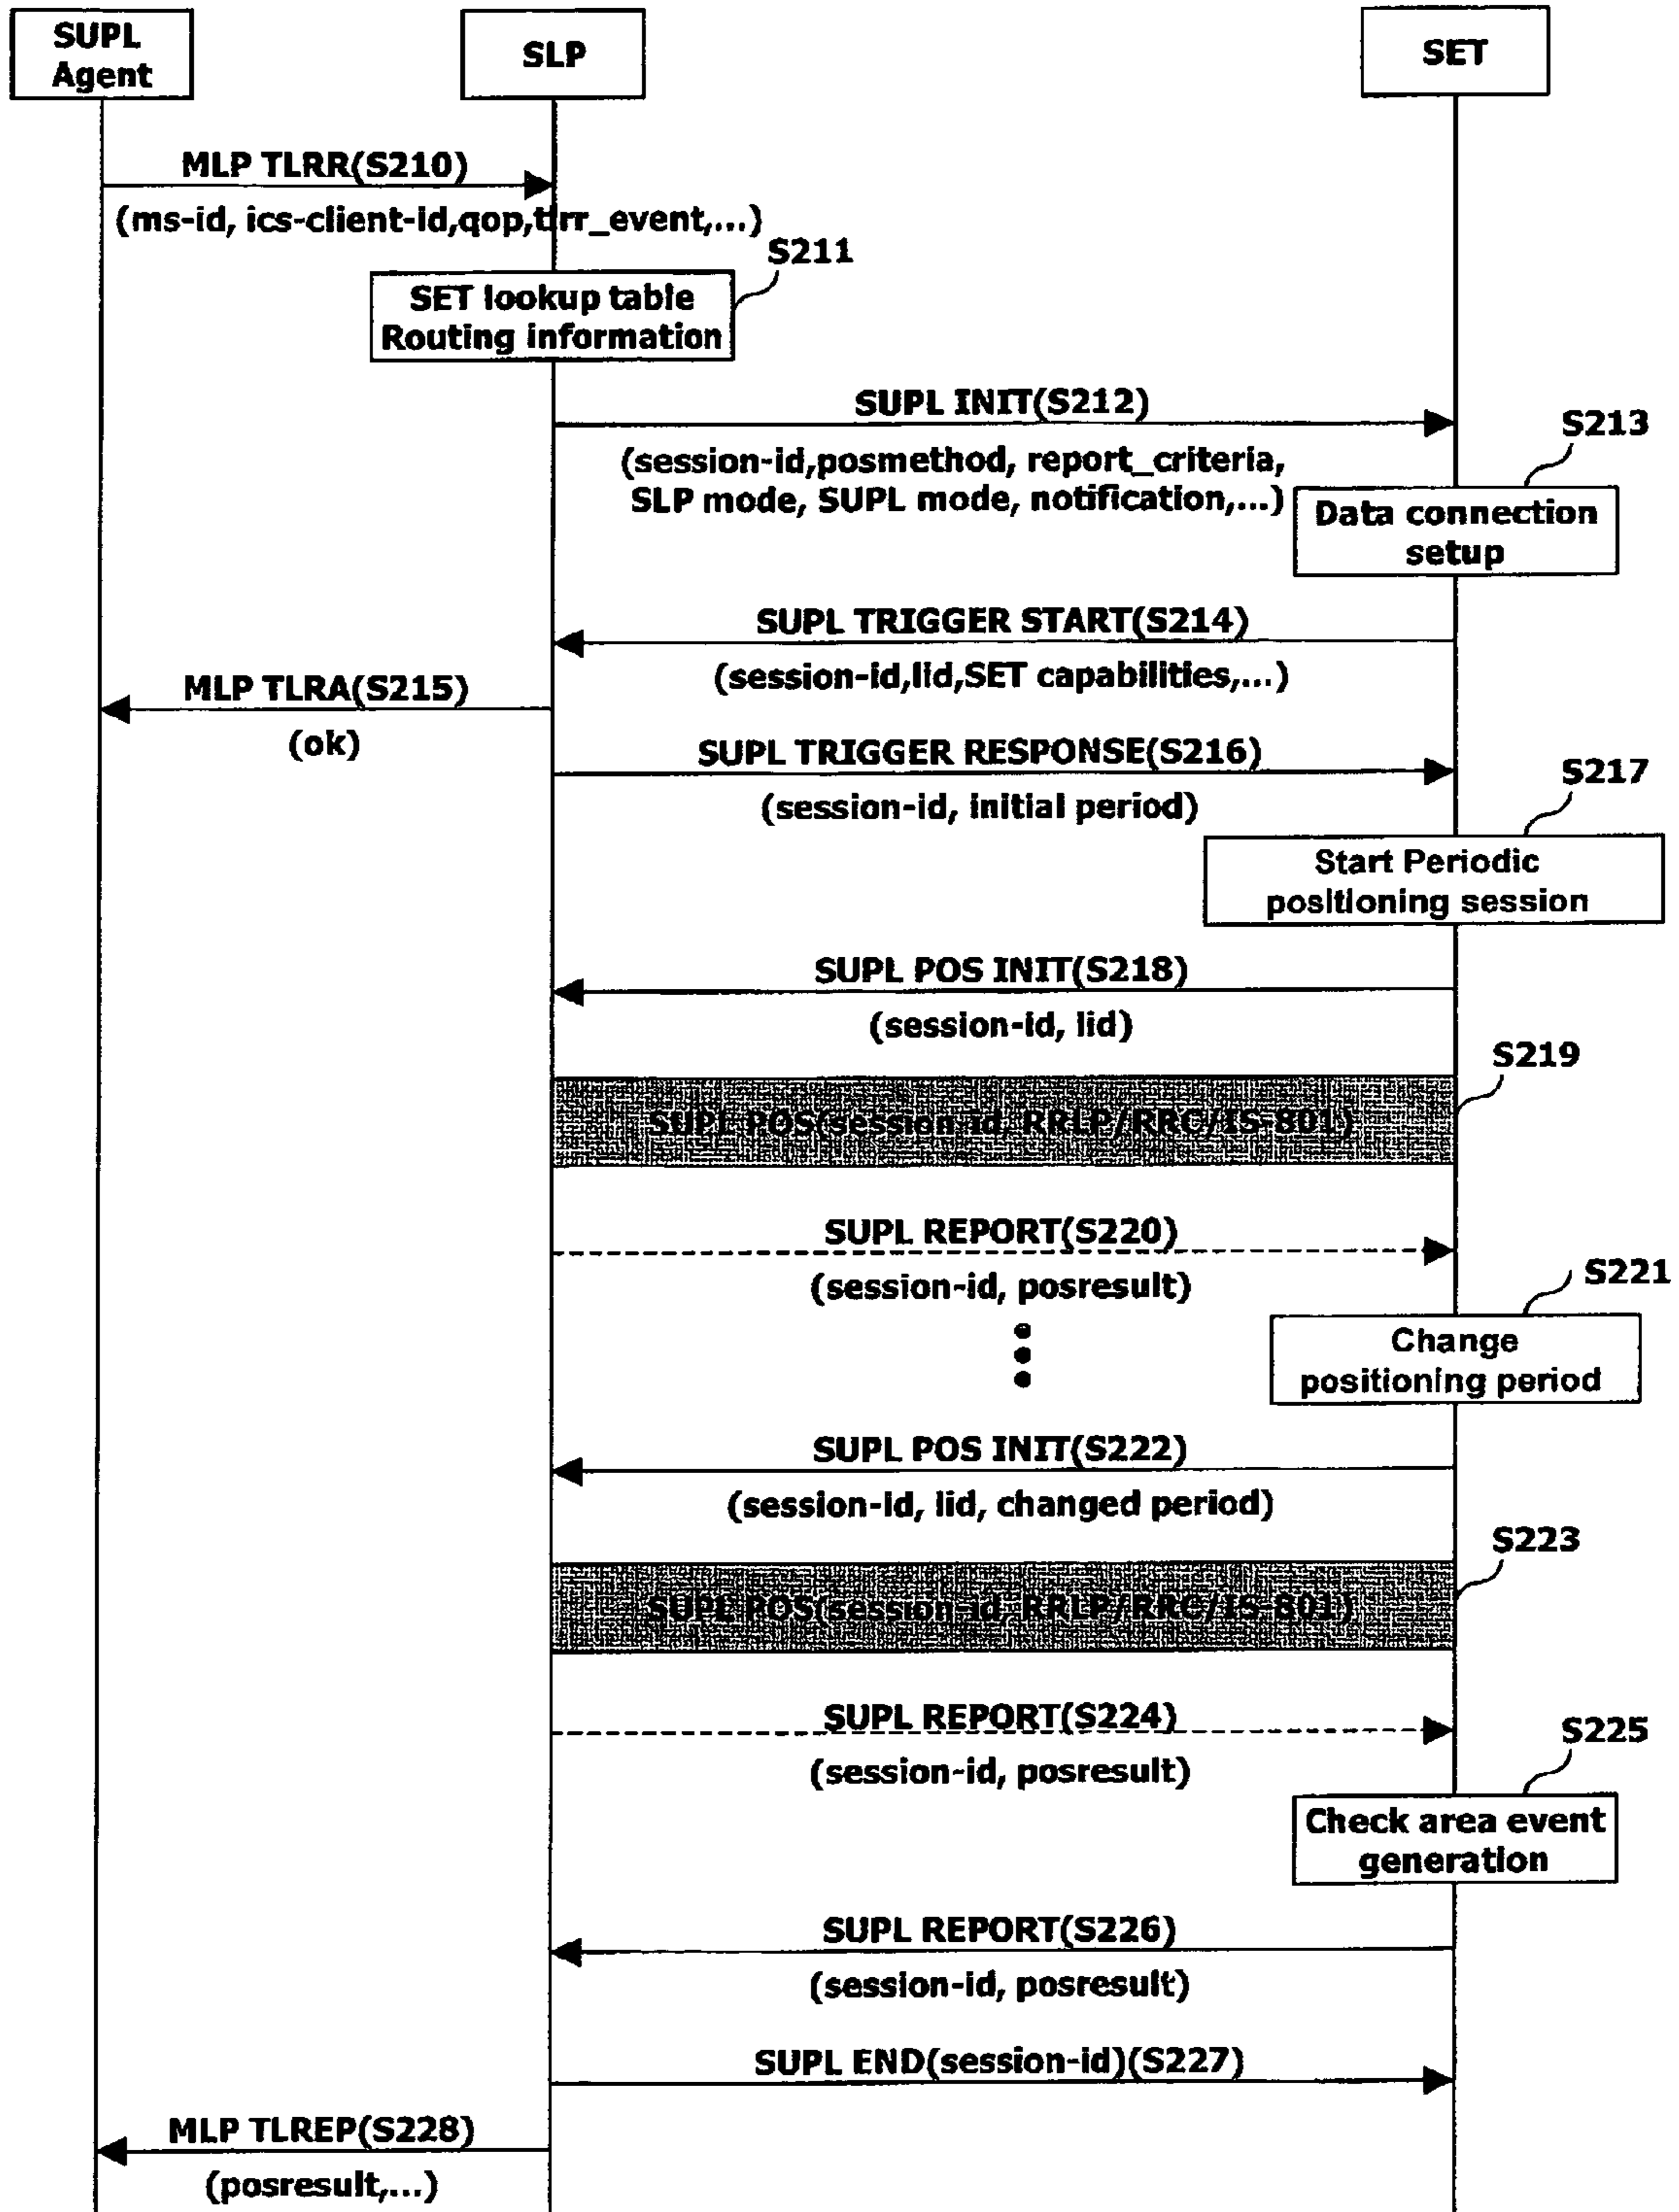 SUPL
Agent
SLP
SET
MLP TLRR(S210)
(ms-id, ics-client-id,qop,tlrr_event,...)
S211
SET lookup table
Routing information
SUPL INIT(S212)
(session-id,posmethod, report_criteria,
SLP mode, SUPL mode, notification,...)
S213
Data connection
setup
SUPL TRIGGER START(S214)
(session-id,lid,SET capabilities,...)
MLP TLRA(S215)
(ok)
SUPL TRIGGER RESPONSE(S216)
(session-id, initial period)
S217
Start Periodic
positioning session
SUPL POS INIT(S218)
(session-id, lid)
S219
SUPL POS(session-id, RRLP/RRC/IS-801)
SUPL REPORT(S220)
(session-id, posresult)
S221
Change
positioning period
SUPL POS INIT(S222)
(session-id, lid, changed period)
S223
SUPL POS(session-id, RRLP/RRC/IS-801)
SUPL REPORT(S224)
(session-id, posresult)
S225
Check area event
generation
SUPL REPORT(S226)
(session-id, posresult)
SUPL END(session-id)(S227)
MLP TLREP(S228)
(posresult,...)